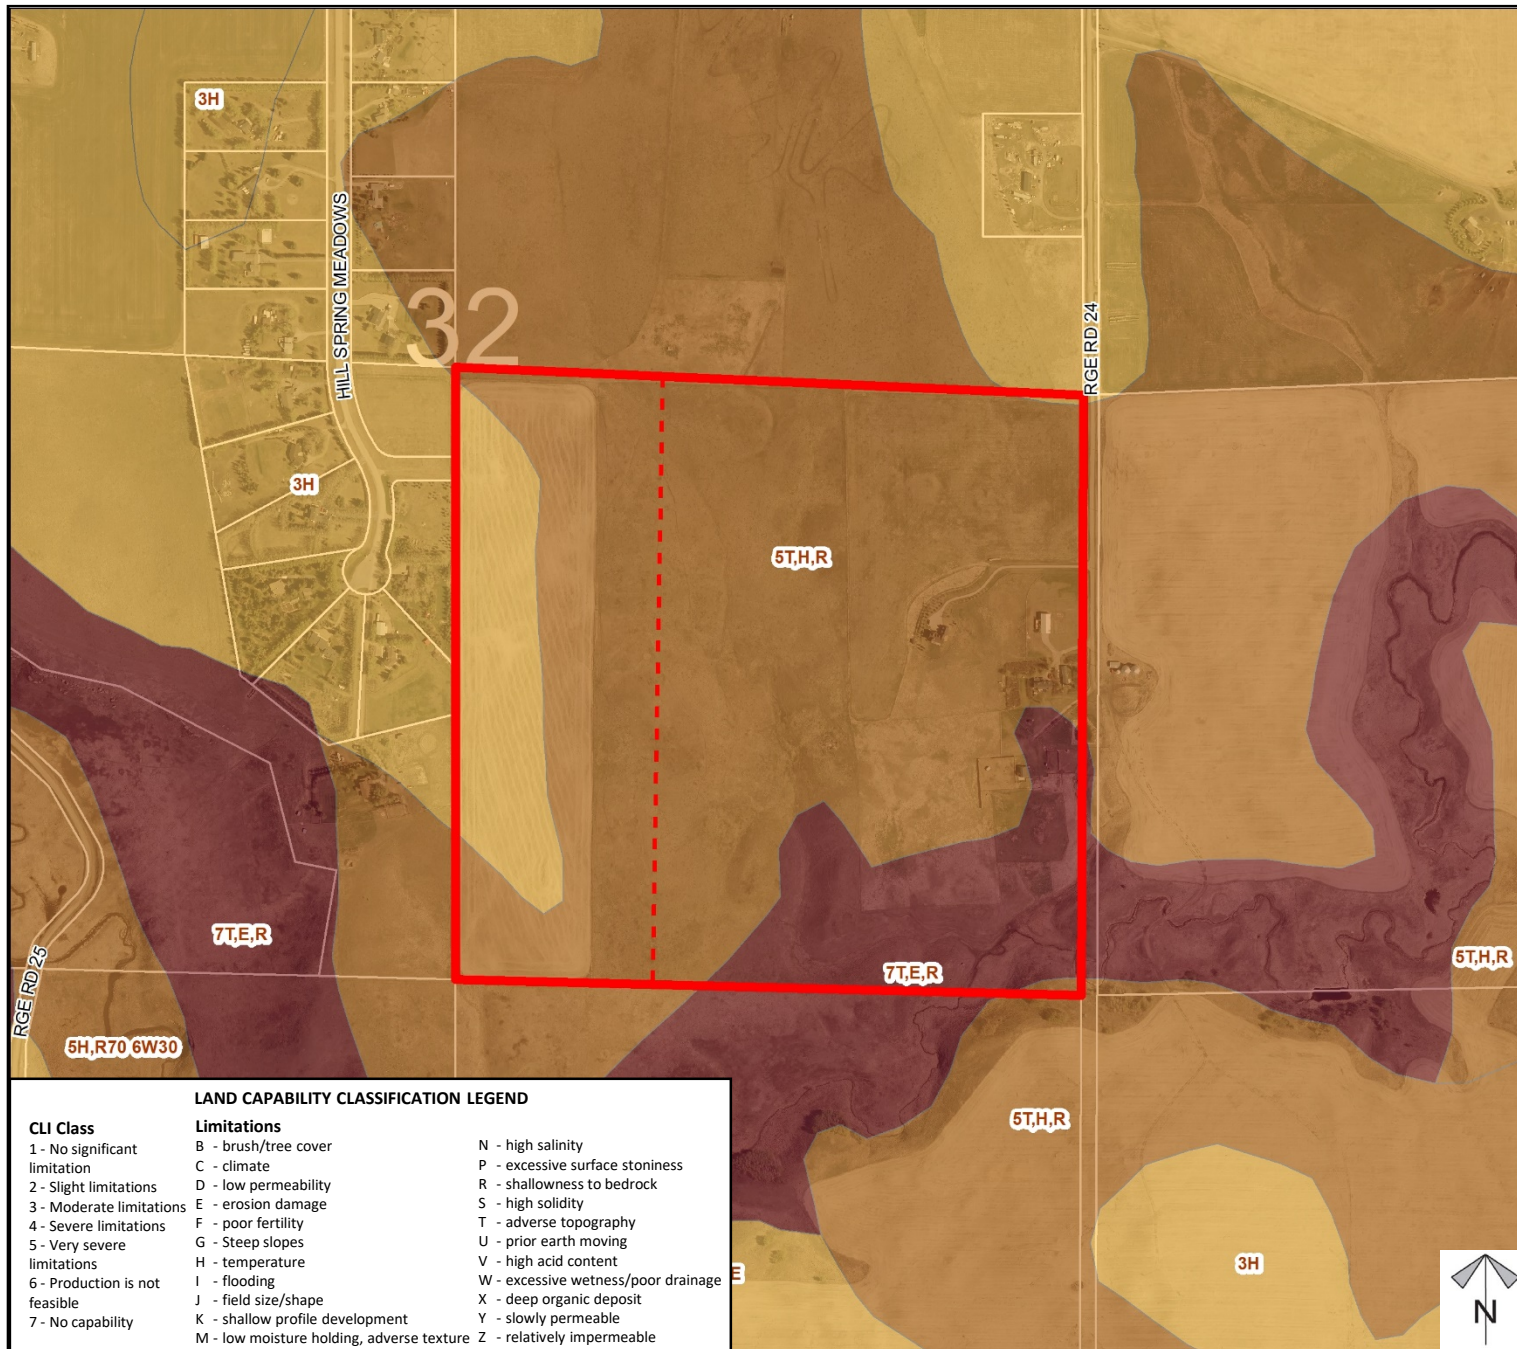 3H
HILL SPRING MEADOWS
32
RGE RD 24
3H
5T,H,R
7T,E,R
7T,E,R
5T,H,R
RGE RD 25
5H,R70 6W30
5T,H,R
E
3H
N
LAND CAPABILITY CLASSIFICATION LEGEND
CLI Class
1 - No significant
limitation
2 - Slight limitations
3 - Moderate limitations
4 - Severe limitations
5 - Very severe
limitations
6 - Production is not
feasible
7 - No capability
Limitations
B - brush/tree cover
C - climate
D - low permeability
E - erosion damage
F - poor fertility
G - Steep slopes
H - temperature
I - flooding
J - field size/shape
K - shallow profile development
M - low moisture holding, adverse texture
N - high salinity
P - excessive surface stoniness
R - shallowness to bedrock
S - high solidity
T - adverse topography
U - prior earth moving
V - high acid content
W - excessive wetness/poor drainage
X - deep organic deposit
Y - slowly permeable
Z - relatively impermeable